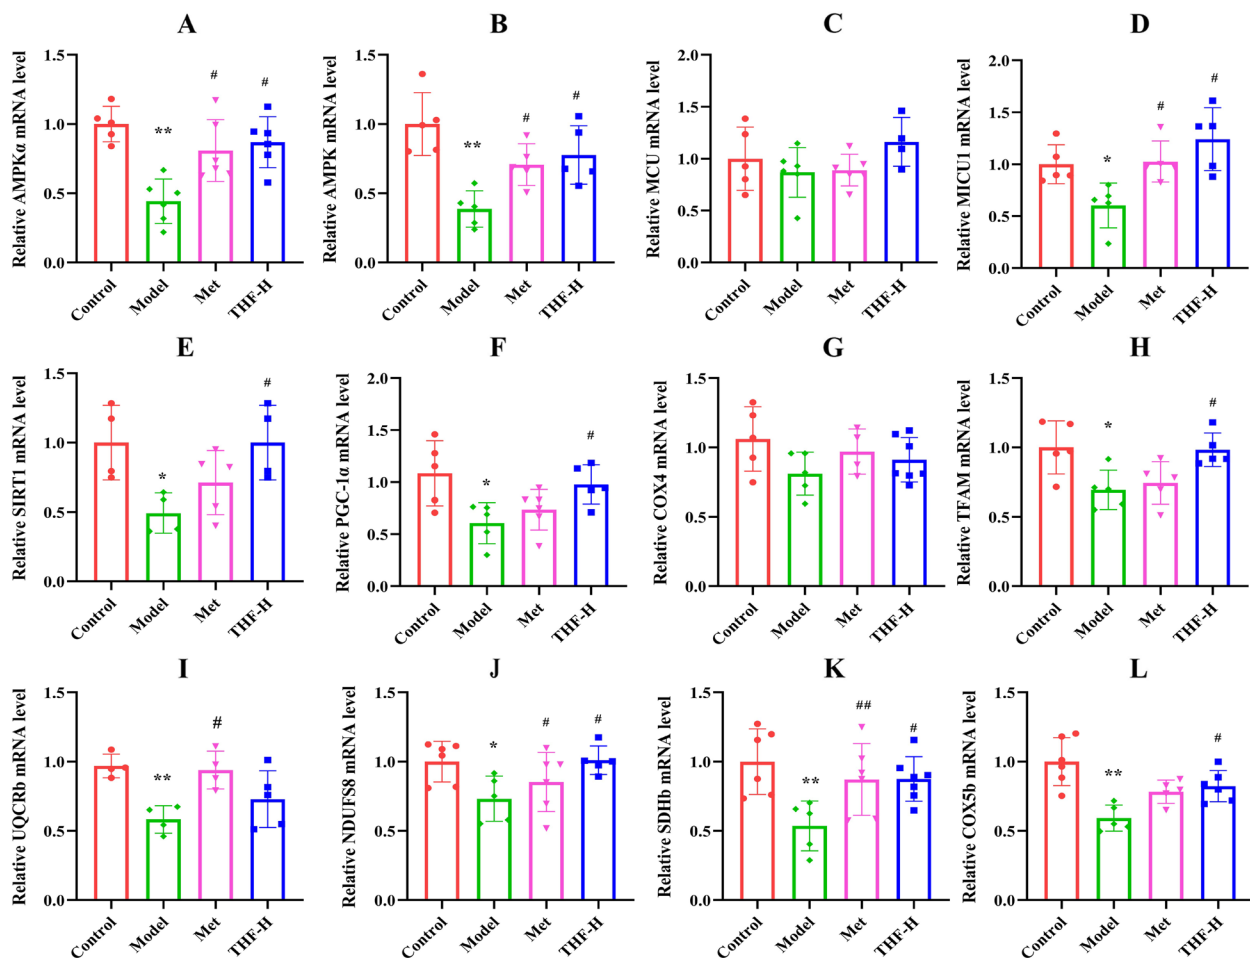 A
Relative AMPKα mRNA level
1.5
1.0
0.5
0.0
**
#
#
Control
Model
Met
THF-H
B
Relative AMPK mRNA level
1.5
1.0
0.5
0.0
**
#
#
Control
Model
Met
THF-H
C
Relative MCU mRNA level
2.0
1.5
1.0
0.5
0.0
Control
Model
Met
THF-H
D
Relative MICU1 mRNA level
2.0
1.5
1.0
0.5
0.0
*
#
#
Control
Model
Met
THF-H
E
Relative SIRT1 mRNA level
1.5
1.0
0.5
0.0
*
#
Control
Model
Met
THF-H
F
Relative PGC-1α mRNA level
2.0
1.5
1.0
0.5
0.0
*
#
Control
Model
Met
THF-H
G
Relative COX4 mRNA level
1.5
1.0
0.5
0.0
Control
Model
Met
THF-H
H
Relative TFAM mRNA level
1.5
1.0
0.5
0.0
*
#
Control
Model
Met
THF-H
I
Relative UQCRb mRNA level
1.5
1.0
0.5
0.0
**
#
Control
Model
Met
THF-H
J
Relative NDUFS8 mRNA level
1.5
1.0
0.5
0.0
*
#
#
Control
Model
Met
THF-H
K
Relative SDHb mRNA level
1.5
1.0
0.5
0.0
**
##
#
Control
Model
Met
THF-H
L
Relative COX5b mRNA level
1.5
1.0
0.5
0.0
**
#
Control
Model
Met
THF-H